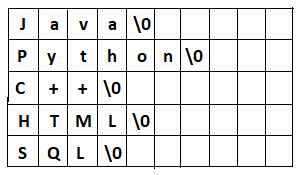 J a v a \0
P y t h o n \0
C + + \0
H T M L \0
S Q L \0